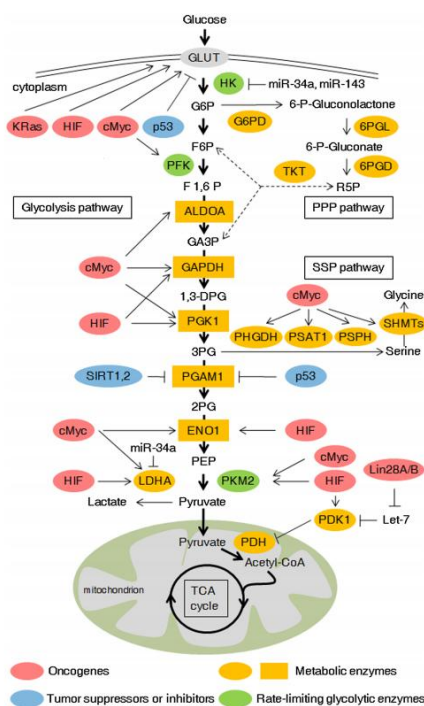 Glucose
GLUT
cytoplasm
HK
miR-34a, miR-143
KRas
HIF
cMyc
p53
G6P
6-P-Gluconolactone
G6PD
6PGL
F6P
6-P-Gluconate
PFK
TKT
6PGD
F 1,6 P
R5P
Glycolysis pathway
ALDOA
PPP pathway
GA3P
cMyc
GAPDH
SSP pathway
1,3-DPG
cMyc
Glycine
HIF
PGK1
PHGDH
PSAT1
PSPH
SHMTs
3PG
Serine
SIRT1,2
PGAM1
p53
2PG
cMyc
ENO1
HIF
miR-34a
PEP
cMyc
HIF
LDHA
PKM2
HIF
Lin28A/B
Lactate
Pyruvate
PDK1
Let-7
Pyruvate
PDH
Acetyl-CoA
mitochondrion
TCA
cycle
Oncogenes
Metabolic enzymes
Tumor suppressors or inhibitors
Rate-limiting glycolytic enzymes